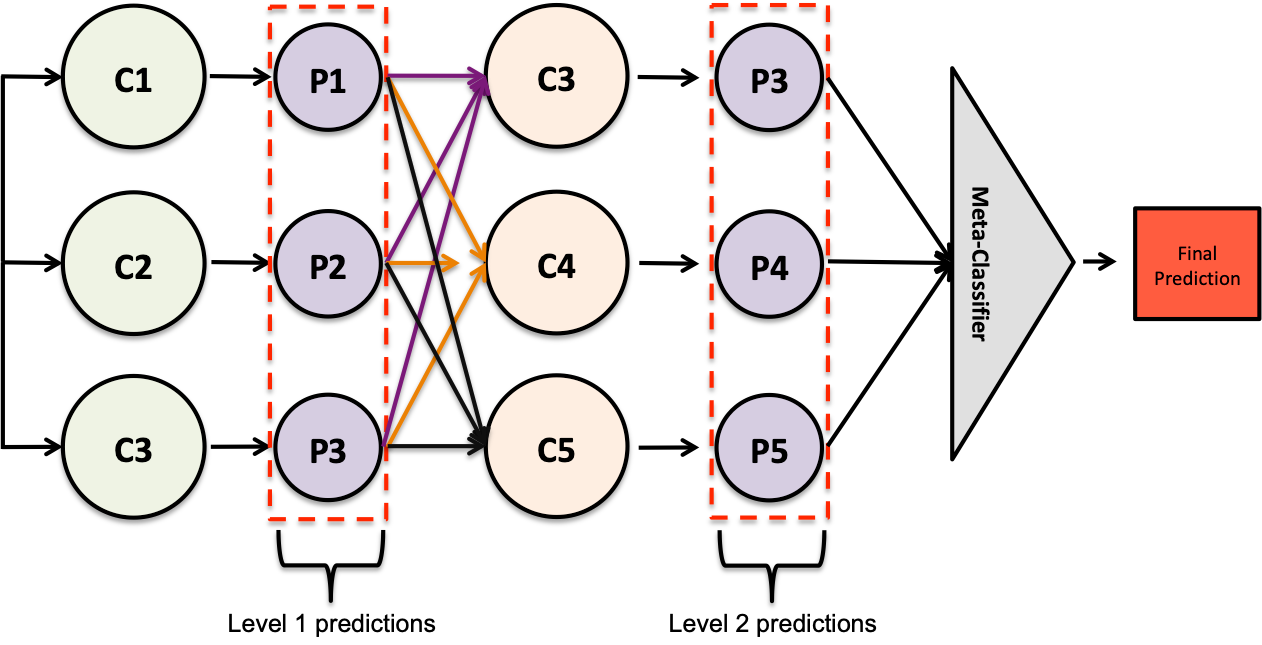 C1
P1
C3
P3
C2
P2
C4
P4
C3
P3
C5
P5
Meta-Classifier
Final
Prediction
Level 1 predictions
Level 2 predictions